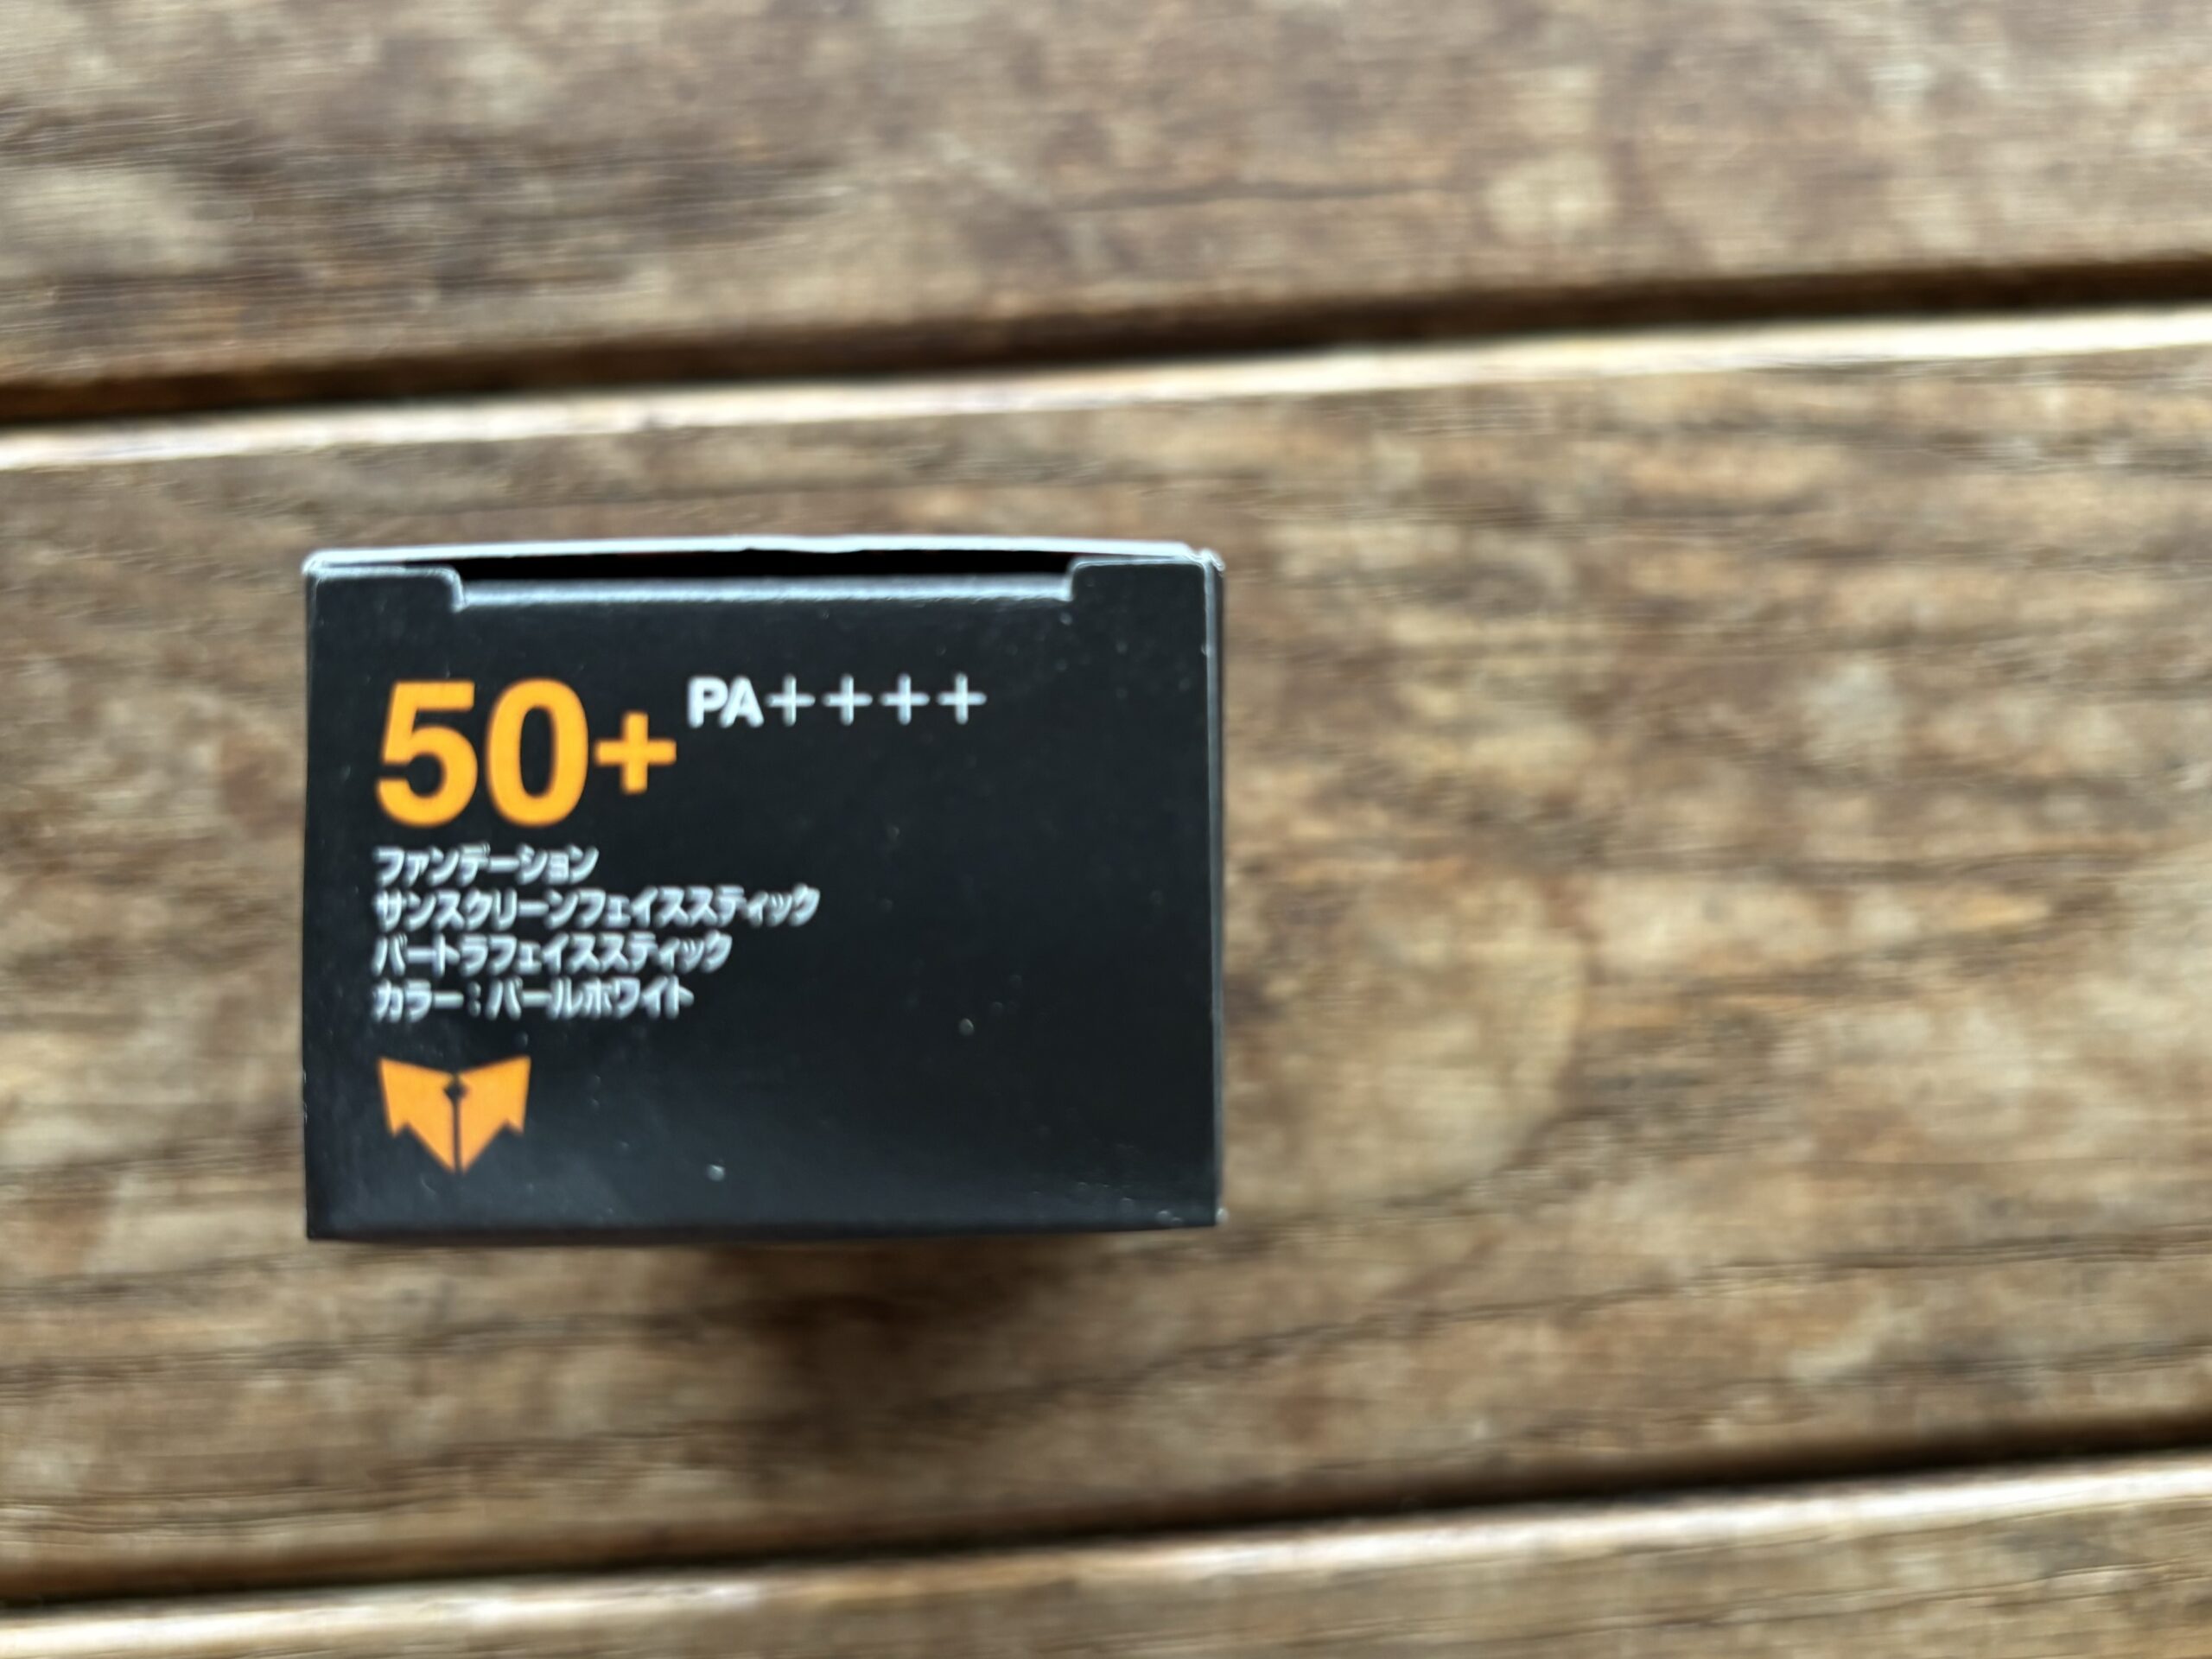 50+ PA++++
ファンデーション
サンスクリーンフェイススティック
バートラフェイススティック
カラー：パールホワイト